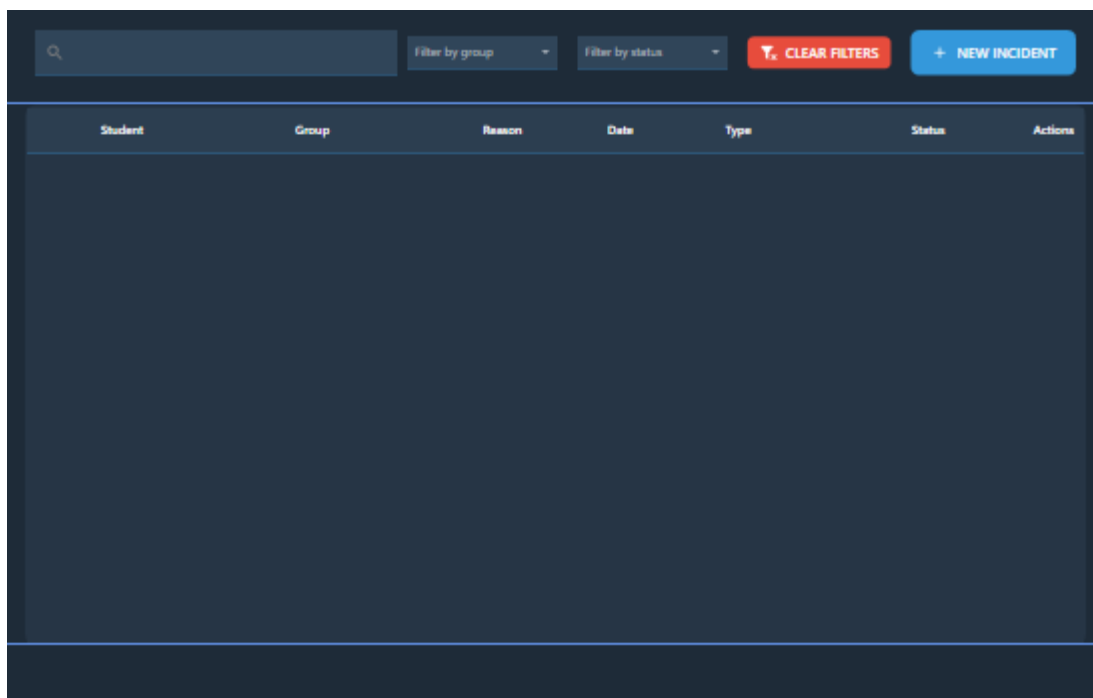 Filter by group Filter by status CLEAR FILTERS + NEW INCIDENT
Student Group Reason Date Type Status Actions